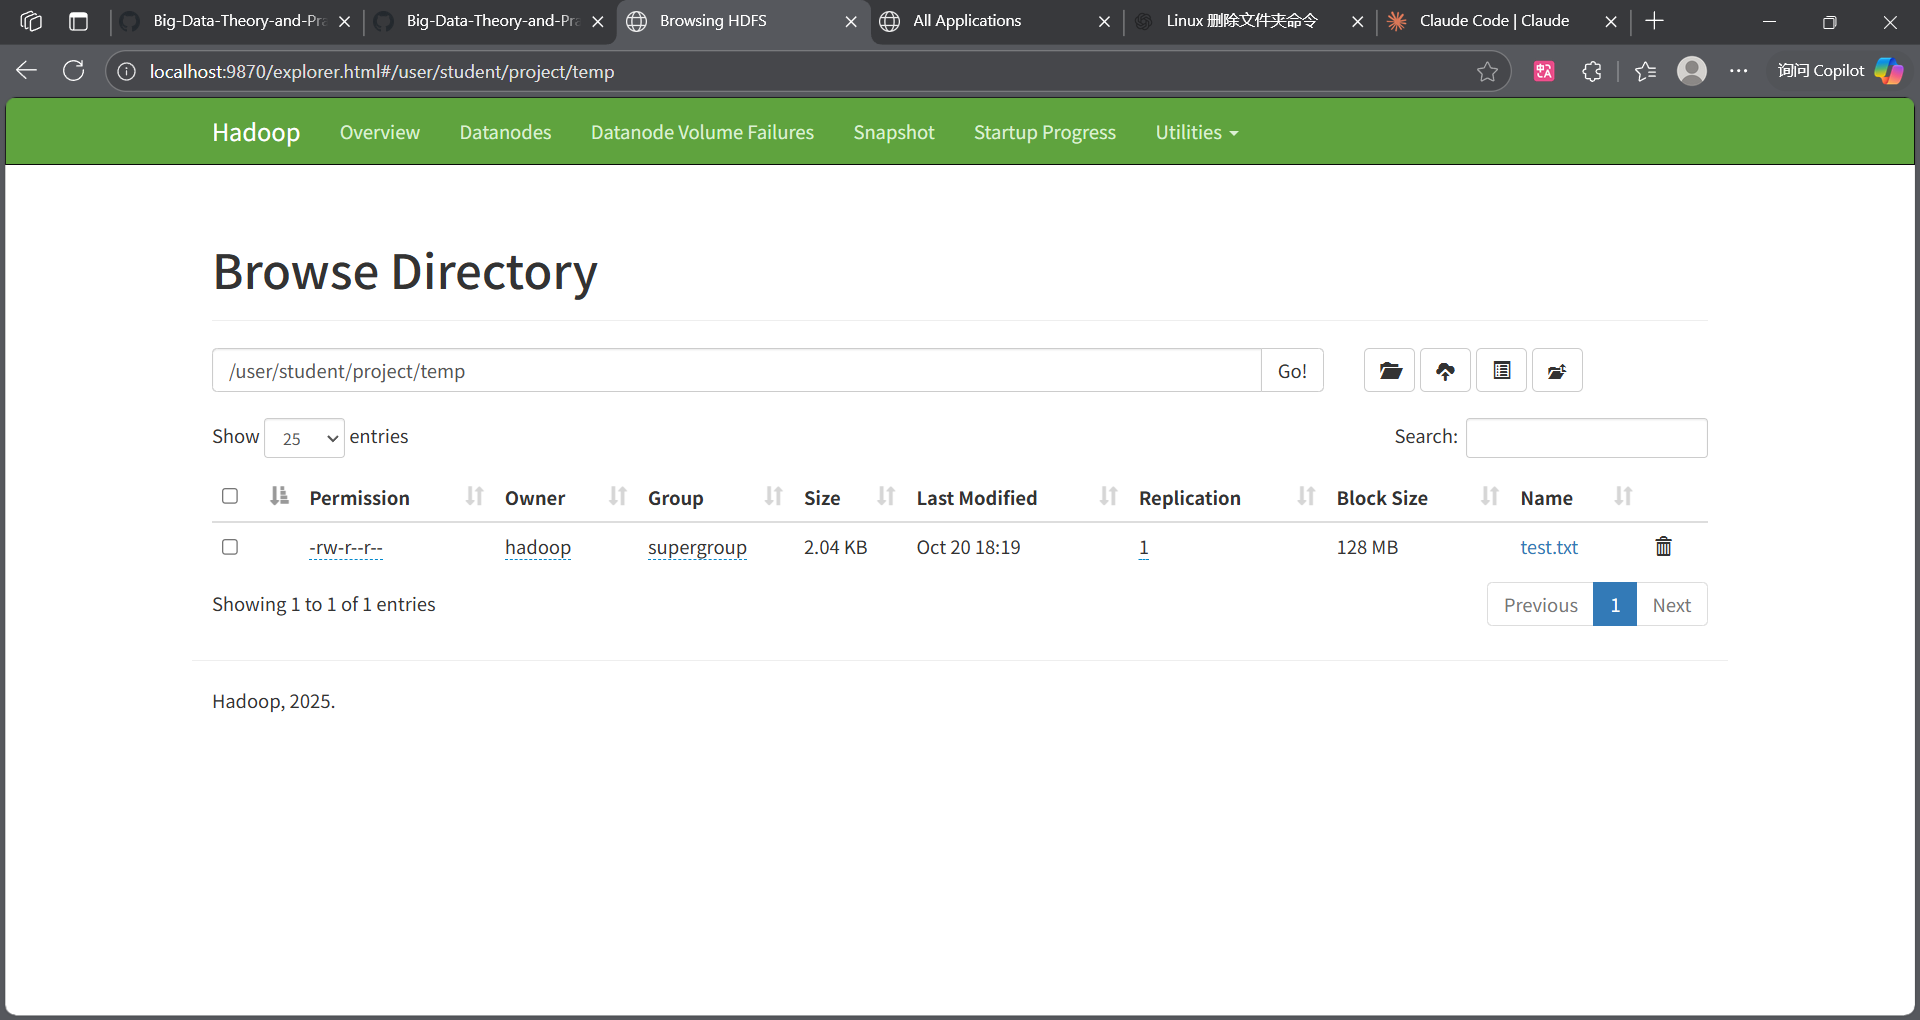 Big-Data-Theory-and-Pra
Big-Data-Theory-and-Pra
Browsing HDFS
All Applications
Linux 删除文件夹命令
Claude Code | Claude
localhost:9870/explorer.html#/user/student/project/temp
询问 Copilot
Hadoop Overview Datanodes Datanode Volume Failures Snapshot Startup Progress Utilities
Browse Directory
/user/student/project/temp Go!
Show 25 entries Search:
Permission Owner Group Size Last Modified Replication Block Size Name
-rw-r--r-- hadoop supergroup 2.04 KB Oct 20 18:19 1 128 MB test.txt
Showing 1 to 1 of 1 entries Previous 1 Next
Hadoop, 2025.